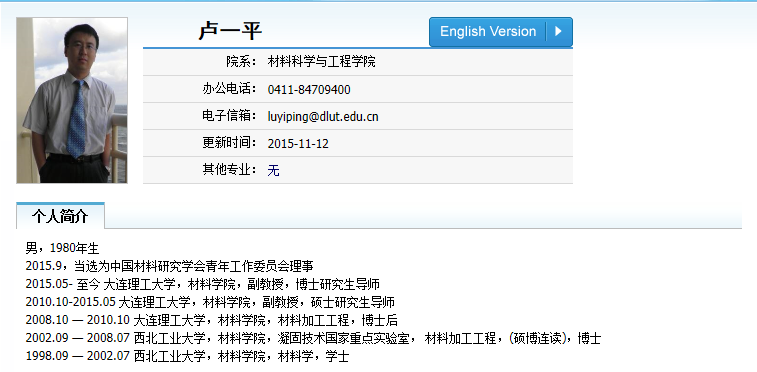 卢一平
English Version
院系： 材料科学与工程学院
办公电话： 0411-84709400
电子信箱： luyiping@dlut.edu.cn
更新时间： 2015-11-12
其他专业： 无
个人简介
男，1980年生
2015.9，当选为中国材料研究学会青年工作委员会理事
2015.05- 至今 大连理工大学，材料学院，副教授，博士研究生导师
2010.10-2015.05 大连理工大学，材料学院，副教授，硕士研究生导师
2008.10 — 2010.10 大连理工大学，材料学院，材料加工工程，博士后
2002.09 — 2008.07 西北工业大学，材料学院，凝固技术国家重点实验室， 材料加工工程，(硕博连读)，博士
1998.09 — 2002.07 西北工业大学，材料学院，材料学，学士